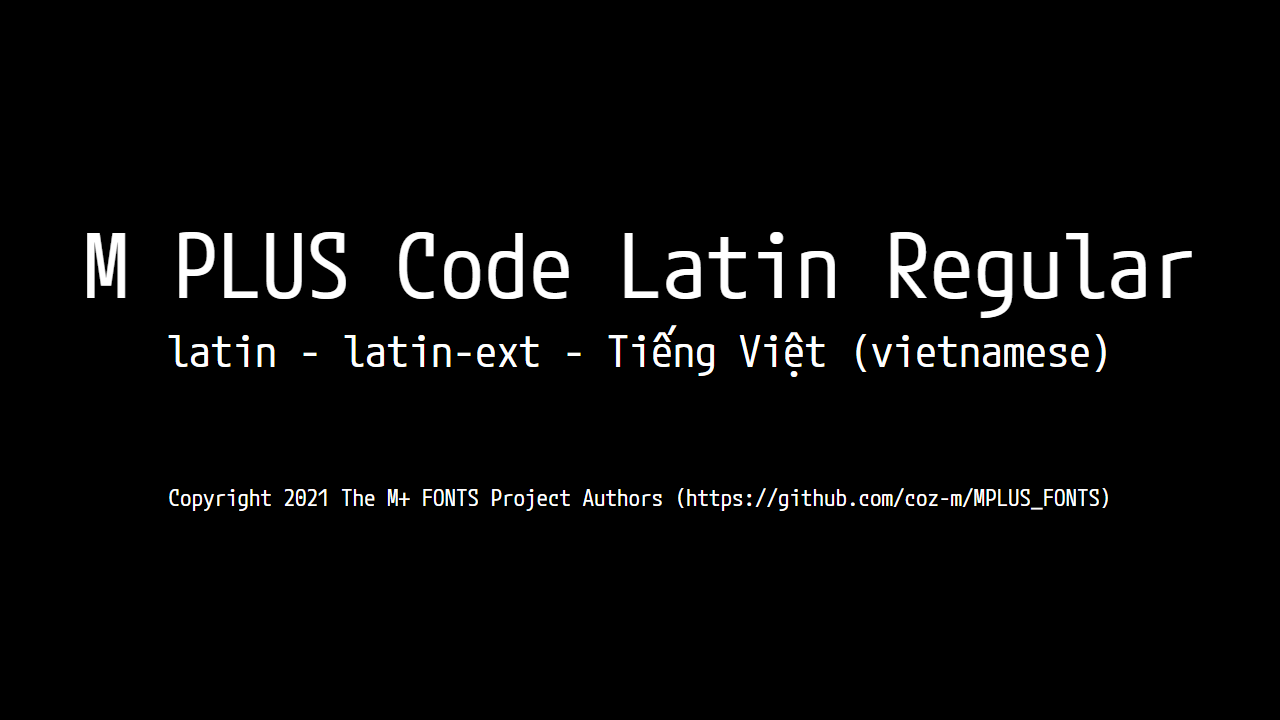 M PLUS Code Latin Regular
latin - latin-ext - Tiếng Việt (vietnamese)
Copyright 2021 The M+ FONTS Project Authors (https://github.com/coz-m/MPLUS_FONTS)